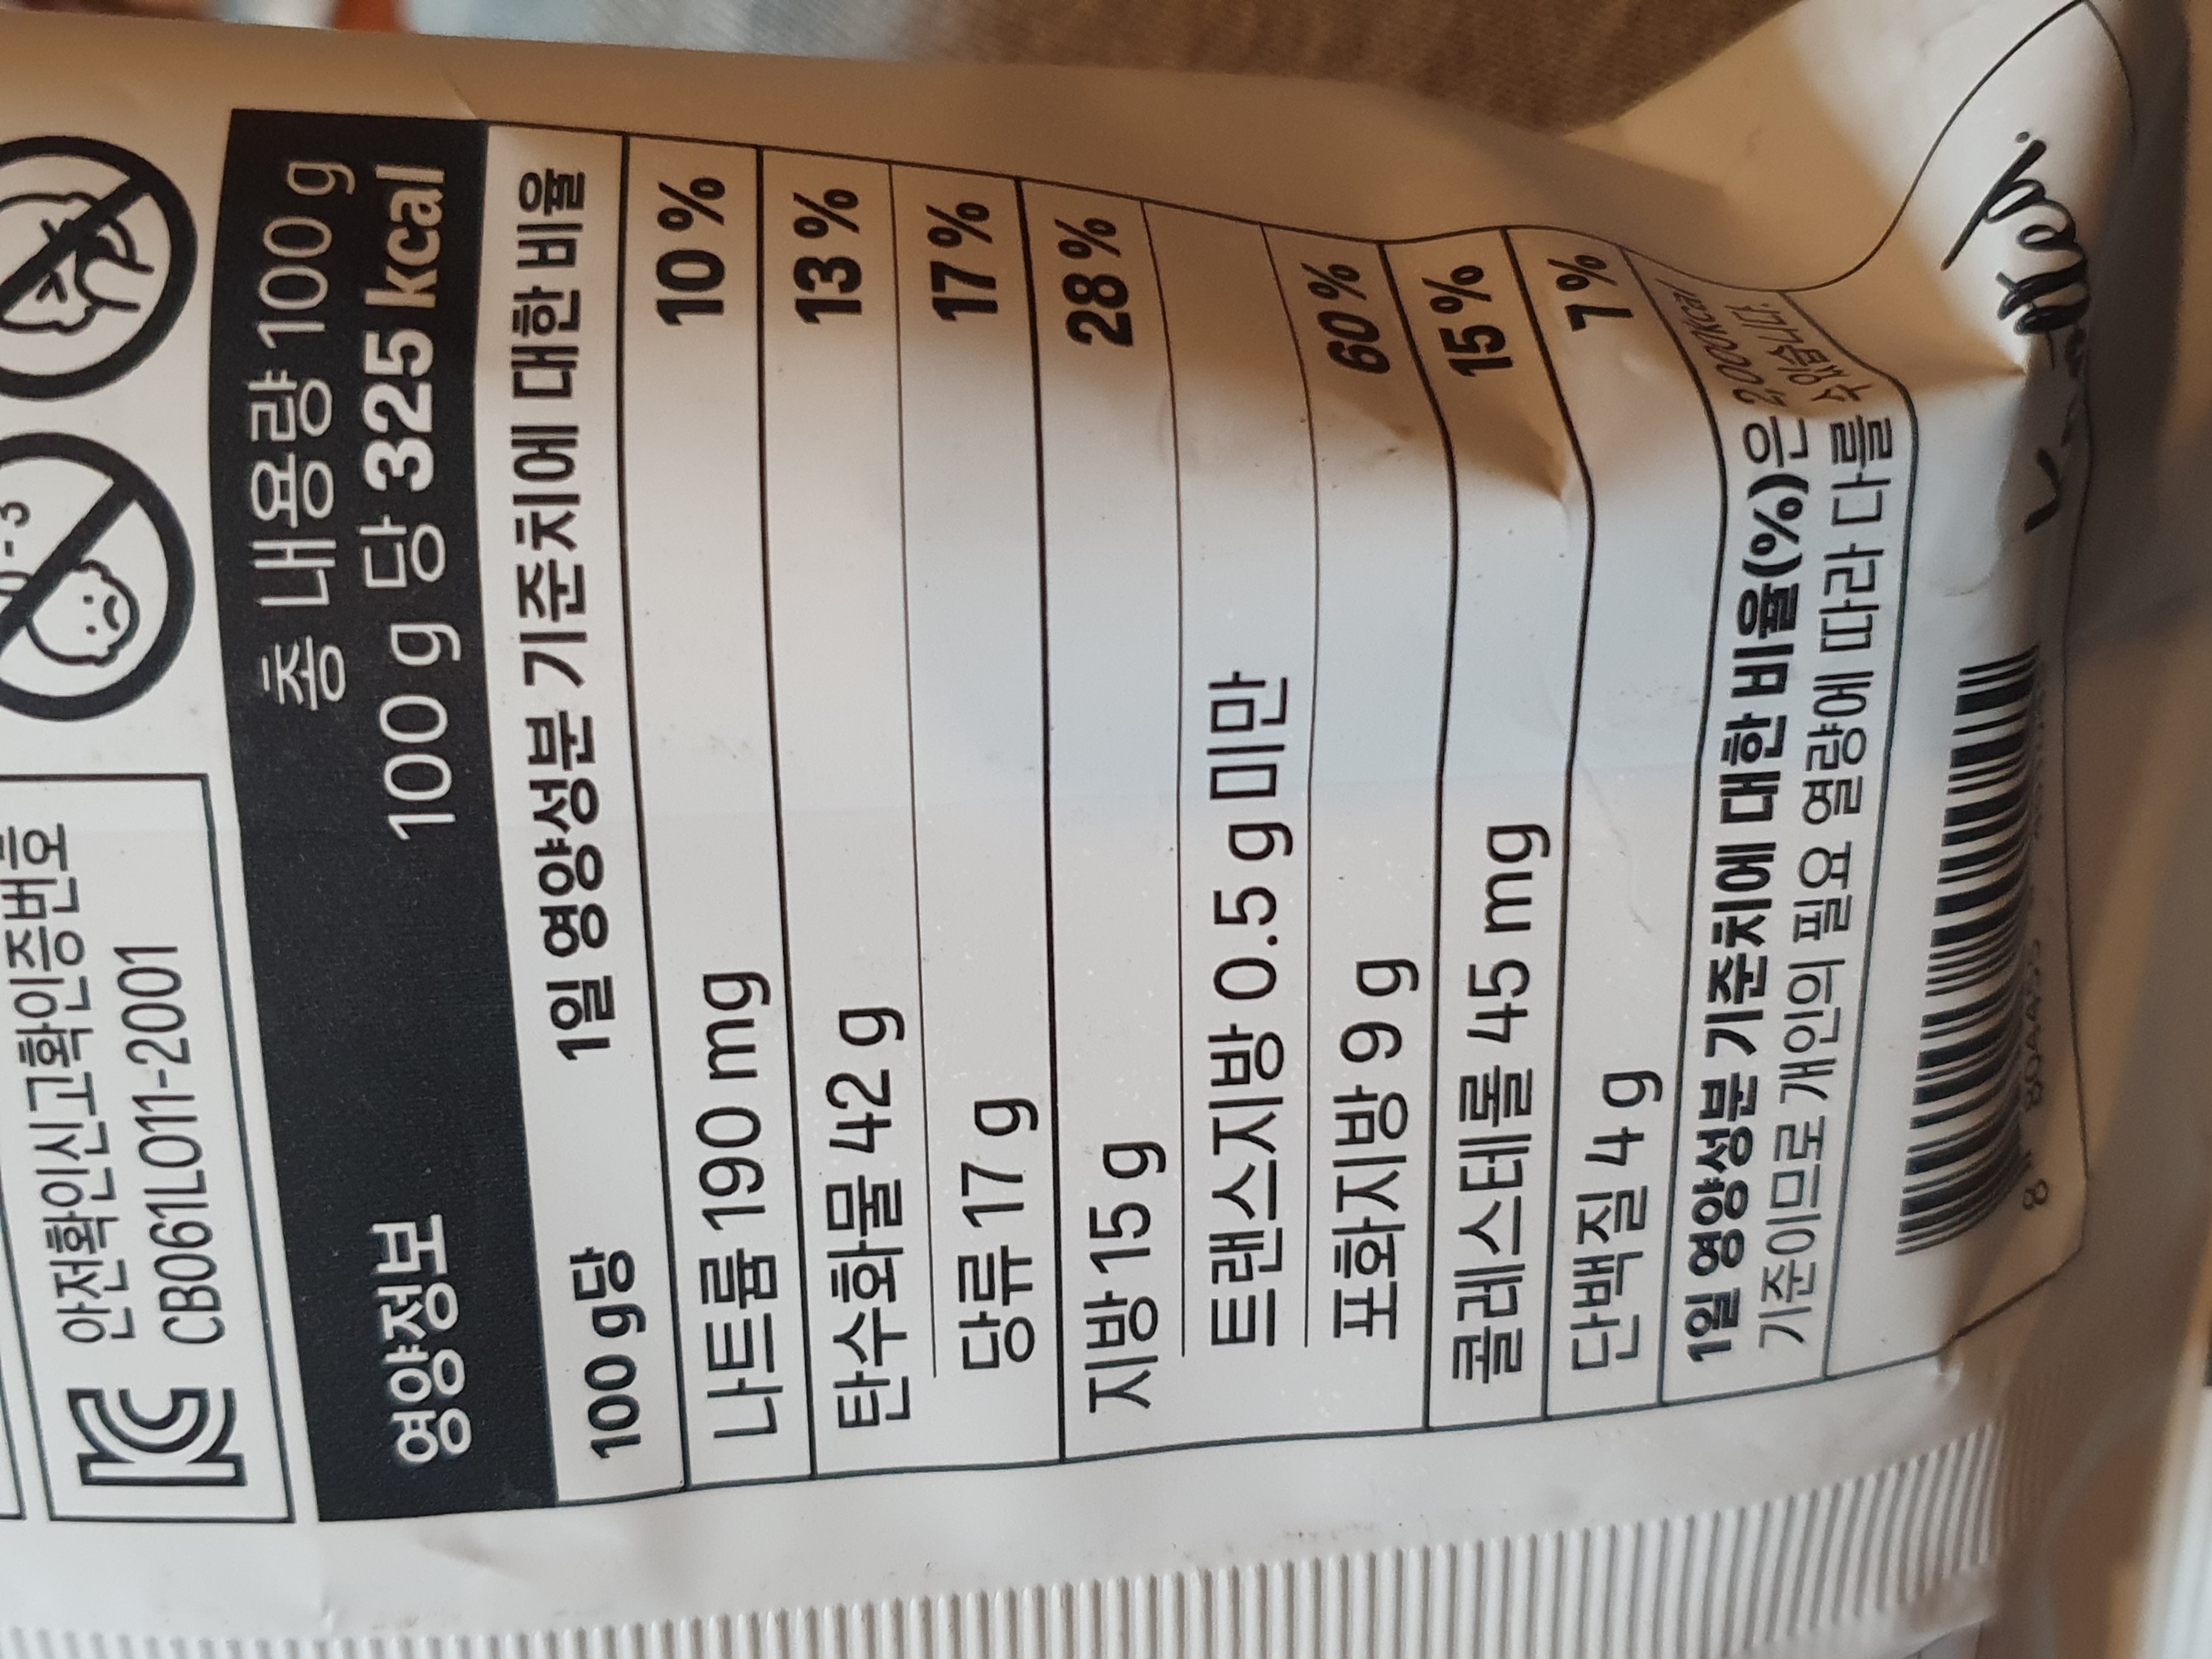 0-3
안전확인신고확인증번호
CB061L011-2001
영양정보
총 내용량 100 g
100 g 당 325 kcal
100 g당 1일 영양성분 기준치에 대한 비율
나트륨 190 mg 10 %
탄수화물 42 g 13 %
당류 17 g 17 %
지방 15 g 28 %
트랜스지방 0.5 g 미만
포화지방 9 g 60 %
콜레스테롤 45 mg 15 %
단백질 4 g 7 %
1일 영양성분 기준치에 대한 비율(%)은 2000kcal
기준이므로 개인의 필요 열량에 따라 다를 수 있습니다.
8